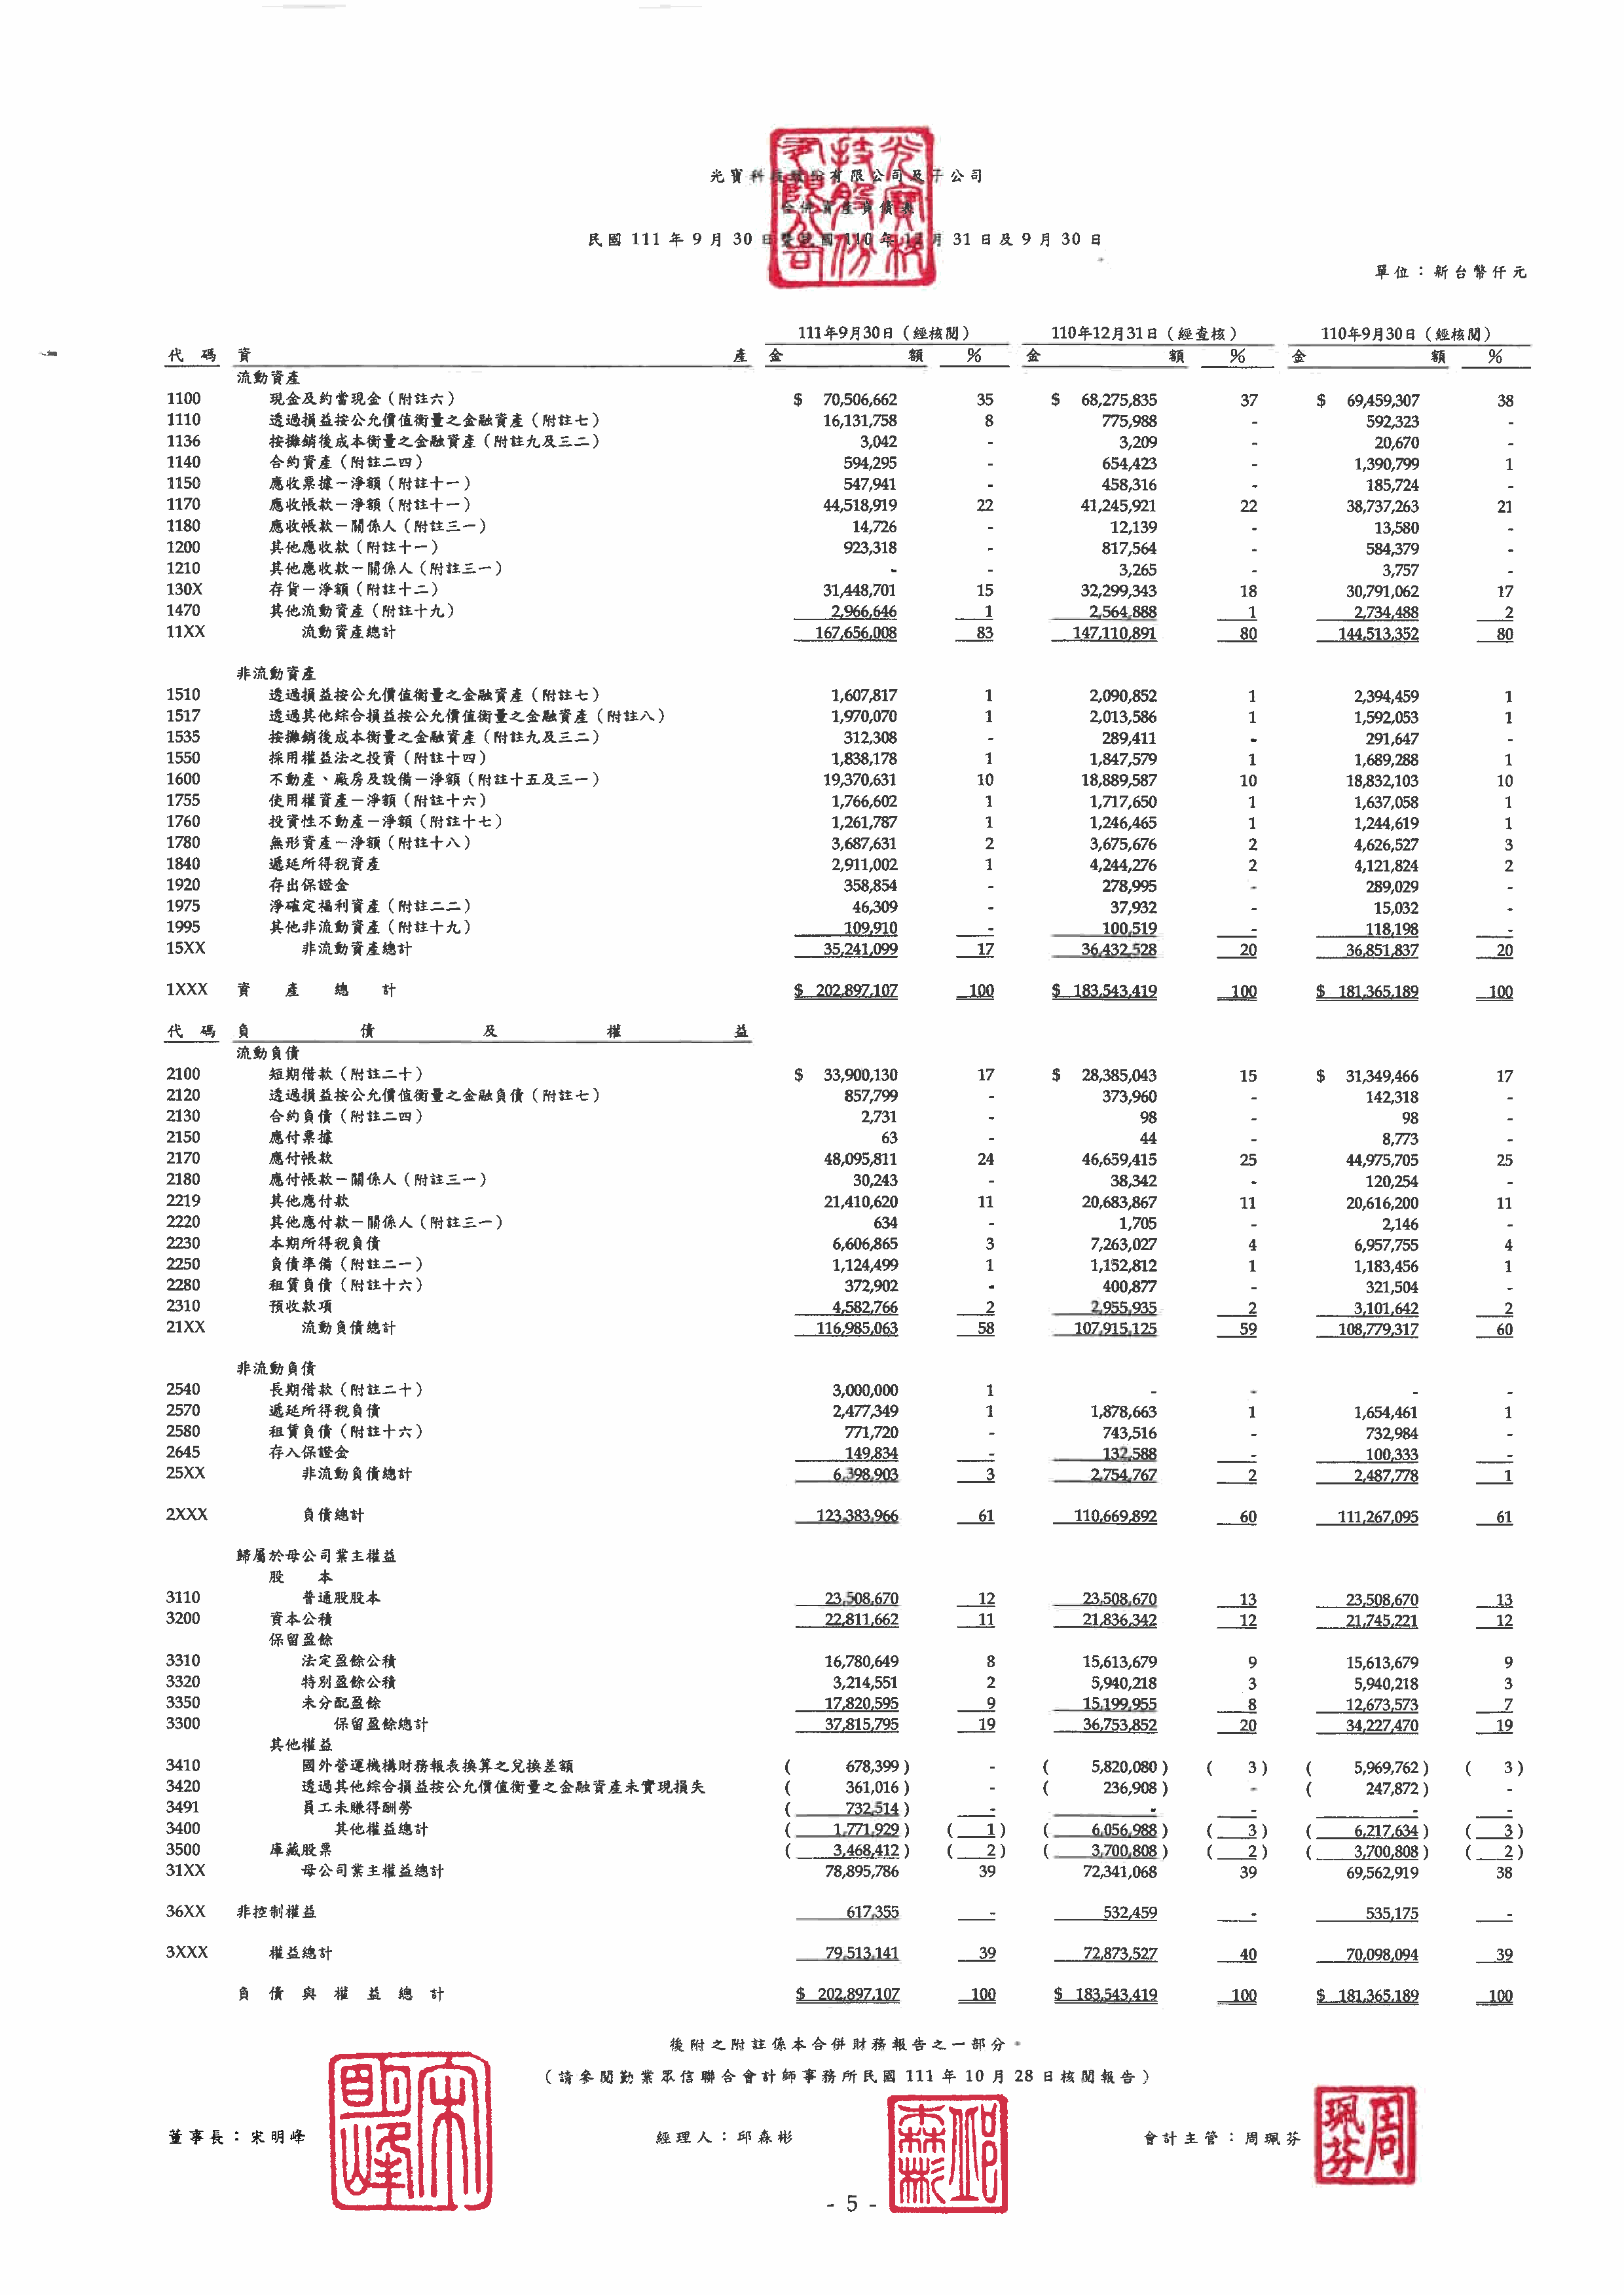 光寶科技股份有限公司及子公司
合併資產負債表
民國 111 年 9 月 30 日暨民國 110 年 12 月 31 日及 9 月 30 日
單位：新台幣仟元
111年9月30日（經核閱） 110年12月31日（經查核） 110年9月30日（經核閱）
代碼 資產 金額 % 金額 % 金額 %
流動資產
1100 現金及約當現金（附註六） $ 70,506,662 35 $ 68,275,835 37 $ 69,459,307 38
1110 透過損益按公允價值衡量之金融資產（附註七） 16,131,758 8 775,988 - 592,323 -
1136 按攤銷後成本衡量之金融資產（附註九及三二） 3,042 - 3,209 - 20,670 -
1140 合約資產（附註二四） 594,295 - 654,423 - 1,390,799 1
1150 應收票據－淨額（附註十一） 547,941 - 458,316 - 185,724 -
1170 應收帳款－淨額（附註十一） 44,518,919 22 41,245,921 22 38,737,263 21
1180 應收帳款－關係人（附註三一） 14,726 - 12,139 - 13,580 -
1200 其他應收款（附註十一） 923,318 - 817,564 - 584,379 -
1210 其他應收款－關係人（附註三一） - - 3,265 - 3,757 -
130X 存貨－淨額（附註十二） 31,448,701 15 32,299,343 18 30,791,062 17
1470 其他流動資產（附註十九） 2,966,646 1 2,564,888 1 2,734,488 2
11XX 流動資產總計 167,656,008 83 147,110,891 80 144,513,352 80
非流動資產
1510 透過損益按公允價值衡量之金融資產（附註七） 1,607,817 1 2,090,852 1 2,394,459 1
1517 透過其他綜合損益按公允價值衡量之金融資產（附註八） 1,970,070 1 2,013,586 1 1,592,053 1
1535 按攤銷後成本衡量之金融資產（附註九及三二） 312,308 - 289,411 - 291,647 -
1550 採用權益法之投資（附註十四） 1,838,178 1 1,847,579 1 1,689,288 1
1600 不動產、廠房及設備－淨額（附註十五及三一） 19,370,631 10 18,889,587 10 18,832,103 10
1755 使用權資產－淨額（附註十六） 1,766,602 1 1,717,650 1 1,637,058 1
1760 投資性不動產－淨額（附註十七） 1,261,787 1 1,246,465 1 1,244,619 1
1780 無形資產－淨額（附註十八） 3,687,631 2 3,675,676 2 4,626,527 3
1840 遞延所得稅資產 2,911,002 1 4,244,276 2 4,121,824 2
1920 存出保證金 358,854 - 278,995 - 289,029 -
1975 淨確定福利資產（附註二二） 46,309 - 37,932 - 15,032 -
1995 其他非流動資產（附註十九） 109,910 - 100,519 - 118,198 -
15XX 非流動資產總計 35,241,099 17 36,432,528 20 36,851,837 20
1XXX 資產總計 $ 202,897,107 100 $ 183,543,419 100 $ 181,365,189 100
代碼 負債及權益
流動負債
2100 短期借款（附註二十） $ 33,900,130 17 $ 28,385,043 15 $ 31,349,466 17
2120 透過損益按公允價值衡量之金融負債（附註七） 857,799 - 373,960 - 142,318 -
2130 合約負債（附註二四） 2,731 - 98 - 98 -
2150 應付票據 63 - 44 - 8,773 -
2170 應付帳款 48,095,811 24 46,659,415 25 44,975,705 25
2180 應付帳款－關係人（附註三一） 30,243 - 38,342 - 120,254 -
2219 其他應付款 21,410,620 11 20,683,867 11 20,616,200 11
2220 其他應付款－關係人（附註三一） 634 - 1,705 - 2,146 -
2230 本期所得稅負債 6,606,865 3 7,263,027 4 6,957,755 4
2250 負債準備（附註二一） 1,124,499 1 1,152,812 1 1,183,456 1
2280 租賃負債（附註十六） 372,902 - 400,877 - 321,504 -
2310 預收款項 4,582,766 2 2,955,935 2 3,101,642 2
21XX 流動負債總計 116,985,063 58 107,915,125 59 108,779,317 60
非流動負債
2540 長期借款（附註二十） 3,000,000 1 - - - -
2570 遞延所得稅負債 2,477,349 1 1,878,663 1 1,654,461 1
2580 租賃負債（附註十六） 771,720 - 743,516 - 732,984 -
2645 存入保證金 149,834 - 132,588 - 100,333 -
25XX 非流動負債總計 6,398,903 3 2,754,767 2 2,487,778 1
2XXX 負債總計 123,383,966 61 110,669,892 60 111,267,095 61
歸屬於母公司業主權益
股本
3110 普通股股本 23,508,670 12 23,508,670 13 23,508,670 13
3200 資本公積 22,811,662 11 21,836,342 12 21,745,221 12
保留盈餘
3310 法定盈餘公積 16,780,649 8 15,613,679 9 15,613,679 9
3320 特別盈餘公積 3,214,551 2 5,940,218 3 5,940,218 3
3350 未分配盈餘 17,820,595 9 15,199,955 8 12,673,573 7
3300 保留盈餘總計 37,815,795 19 36,753,852 20 34,227,470 19
其他權益
3410 國外營運機構財務報表換算之兌換差額 ( 678,399 ) - ( 5,820,080 ) ( 3 ) ( 5,969,762 ) ( 3 )
3420 透過其他綜合損益按公允價值衡量之金融資產未實現損失 ( 361,016 ) - ( 236,908 ) - ( 247,872 ) -
3491 員工未賺得酬勞 ( 732,514 ) - - - - -
3400 其他權益總計 ( 1,771,929 ) ( 1 ) ( 6,056,988 ) ( 3 ) ( 6,217,634 ) ( 3 )
3500 庫藏股票 ( 3,468,412 ) ( 2 ) ( 3,700,808 ) ( 2 ) ( 3,700,808 ) ( 2 )
31XX 母公司業主權益總計 78,895,786 39 72,341,068 39 69,562,919 38
36XX 非控制權益 617,355 - 532,459 - 535,175 -
3XXX 權益總計 79,513,141 39 72,873,527 40 70,098,094 39
負債與權益總計 $ 202,897,107 100 $ 183,543,419 100 $ 181,365,189 100
後附之附註係本合併財務報告之一部分。
（請參閱勤業眾信聯合會計師事務所民國 111 年 10 月 28 日核閱報告）
董事長：宋明峰 經理人：邱森彬 會計主管：周珮芬
- 5 -